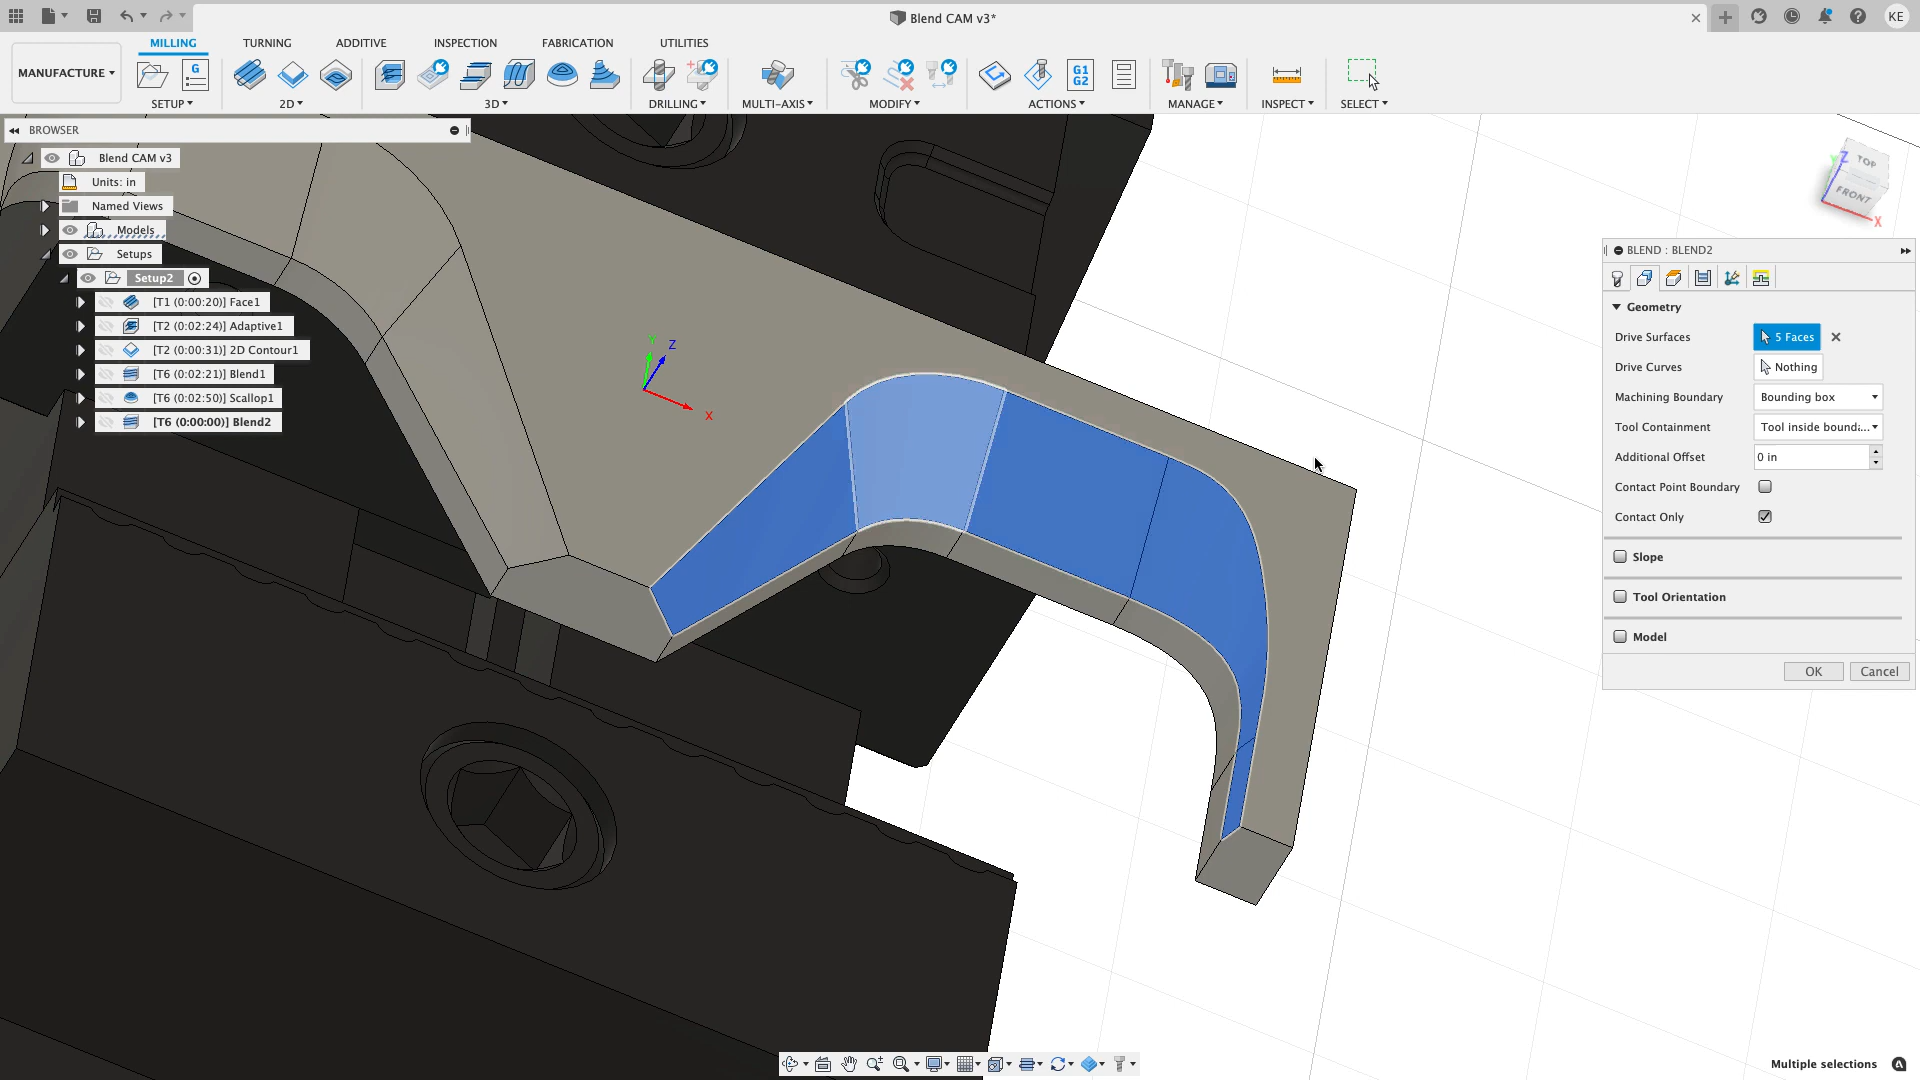 Blend CAM v3*
KE
MANUFACTURE
MILLING TURNING ADDITIVE INSPECTION FABRICATION UTILITIES
G
G1
G2
SETUP 2D 3D DRILLING MULTI-AXIS MODIFY ACTIONS MANAGE INSPECT SELECT
BROWSER
Blend CAM v3
Units: in
Named Views
Models
Setups
Setup2
[T1 (0:00:20)] Face1
[T2 (0:02:24)] Adaptive1
[T2 (0:00:31)] 2D Contour1
[T6 (0:02:21)] Blend1
[T6 (0:02:50)] Scallop1
[T6 (0:00:00)] Blend2
Y
Z
X
Y
Z
TOP
FRONT
X
BLEND : BLEND2
Geometry
Drive Surfaces 5 Faces
Drive Curves Nothing
Machining Boundary Bounding box
Tool Containment Tool inside bounda...
Additional Offset 0 in
Contact Point Boundary
Contact Only
Slope
Tool Orientation
Model
OK Cancel
Multiple selections